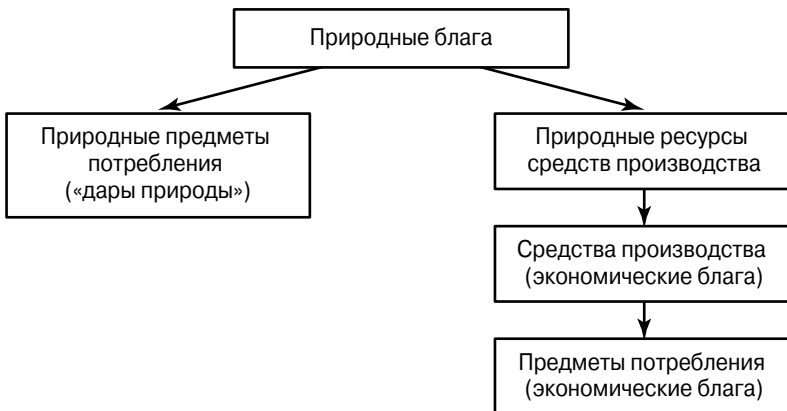 Природные блага
Природные предметы
потребления
(«дары природы»)
Природные ресурсы
средств производства
Средства производства
(экономические блага)
Предметы потребления
(экономические блага)